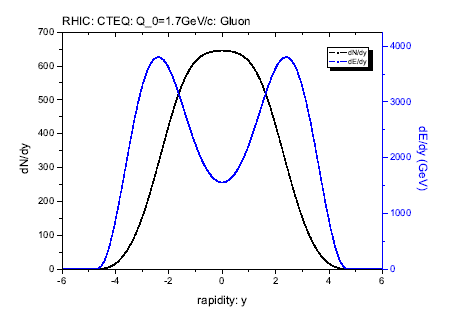 RHIC: CTEQ: Q_0=1.7GeV/c: Gluon
700
600
500
400
300
200
100
0
dN/dy
4000
3000
2000
1000
0
dE/dy (GeV)
dN/dy
dE/dy
-6 -4 -2 0 2 4 6
rapidity: y